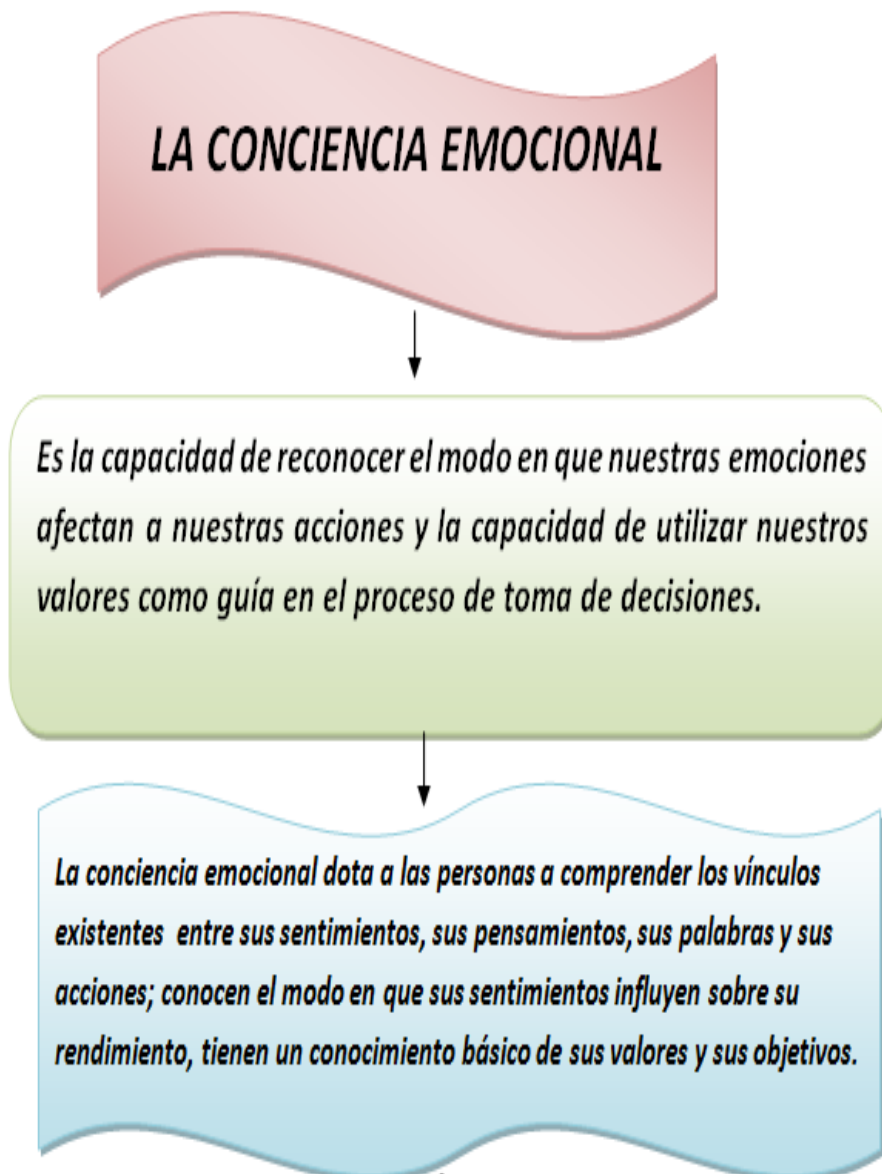 LA CONCIENCIA EMOCIONAL
Es la capacidad de reconocer el modo en que nuestras emociones
afectan a nuestras acciones y la capacidad de utilizar nuestros
valores como guía en el proceso de toma de decisiones.
La conciencia emocional dota a las personas a comprender los vínculos
existentes entre sus sentimientos, sus pensamientos, sus palabras y sus
acciones; conocen el modo en que sus sentimientos influyen sobre su
rendimiento, tienen un conocimiento básico de sus valores y sus objetivos.